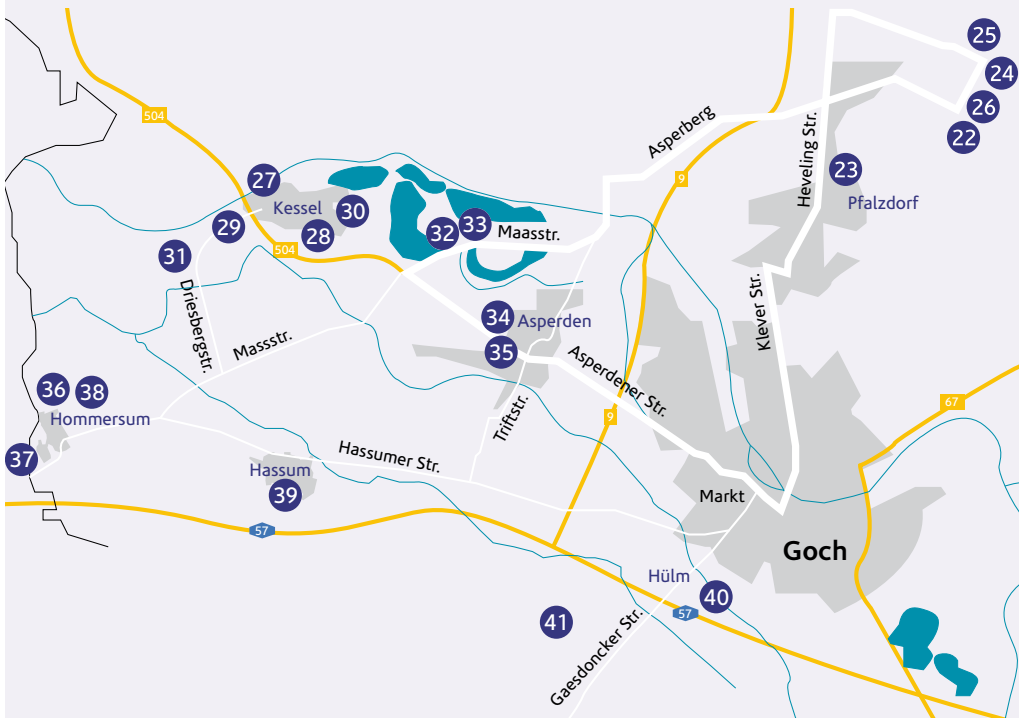 25
24
26
22
504
Asperberg
Heveling Str.
9
23
Pfalzdorf
27
Kessel
30
29
28
32
33
Maasstr.
504
31
Driesbergstr.
Klever Str.
34
Asperden
Massstr.
35
Asperdener Str.
36
38
Hommersum
Triftstr.
9
67
37
Hassumer Str.
Hassum
39
Markt
57
Goch
Hülm
40
57
41
Gaesdoncker Str.